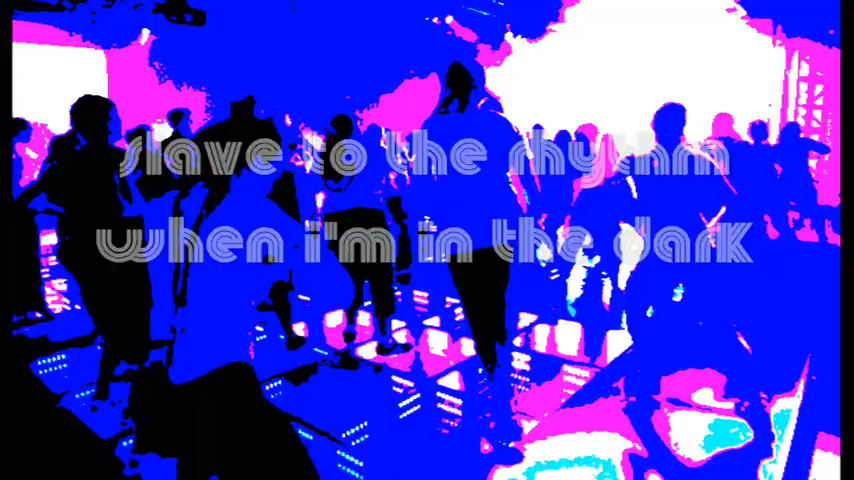 slave to the rhythm
when i'm in the dark